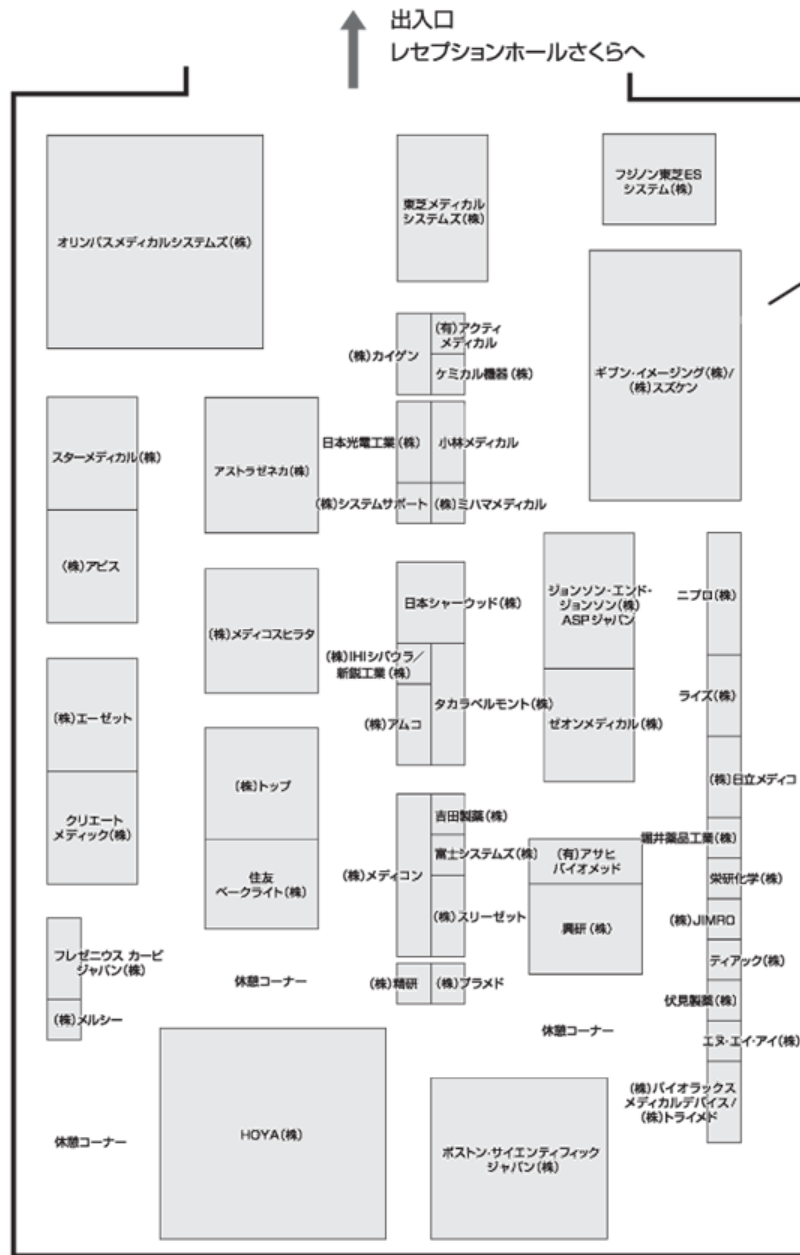 出入口
レセプションホールさくらへ
オリンパスメディカルシステムズ(株)
東芝メディカル
システムズ(株)
フジノン東芝ES
システム(株)
(株)カイゲン
(有)アクティ
メディカル
ケミカル機器(株)
ギブン・イメージング(株)/
(株)スズケン
スターメディカル(株)
アストラゼネカ(株)
日本光電工業(株)
小林メディカル
(株)システムサポート
(株)ミハマメディカル
(株)アビス
(株)メディコスヒラタ
日本シャーウッド(株)
ジョンソン・エンド・
ジョンソン(株)
ASPジャパン
ニプロ(株)
(株)IHIシバウラ/
新鋭工業(株)
タカラベルモント(株)
(株)アムコ
ゼオンメディカル(株)
ライズ(株)
(株)エーゼット
(株)トップ
(株)日立メディコ
クリエート
メディック(株)
住友
ベークライト(株)
(株)メディコン
吉田製薬(株)
富士システムズ(株)
(株)スリーゼット
(有)アサヒ
バイオメッド
興研(株)
堀井薬品工業(株)
栄研化学(株)
(株)JIMRO
ティアック(株)
伏見製薬(株)
エヌ・エイ・アイ(株)
(株)バイオラックス
メディカルデバイス/
(株)トライメド
フレゼニウス カービ
ジャパン(株)
(株)メルシー
休憩コーナー
(株)精研
(株)プラメド
休憩コーナー
休憩コーナー
HOYA(株)
ボストン・サイエンティフィック
ジャパン(株)